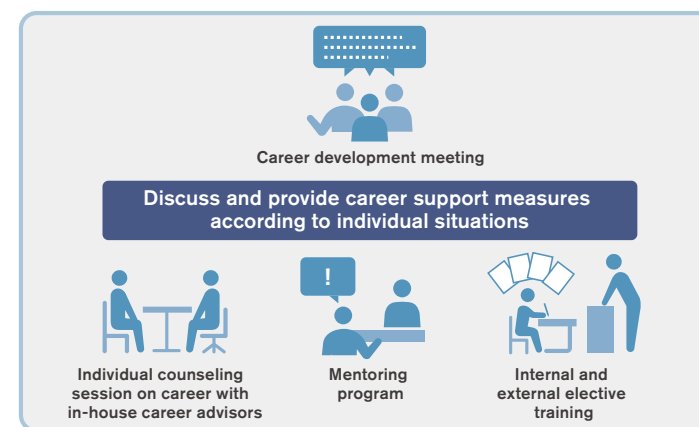 Career development meeting
Discuss and provide career support measures
according to individual situations
!
Individual counseling
session on career with
in-house career advisors
Mentoring
program
Internal and
external elective
training